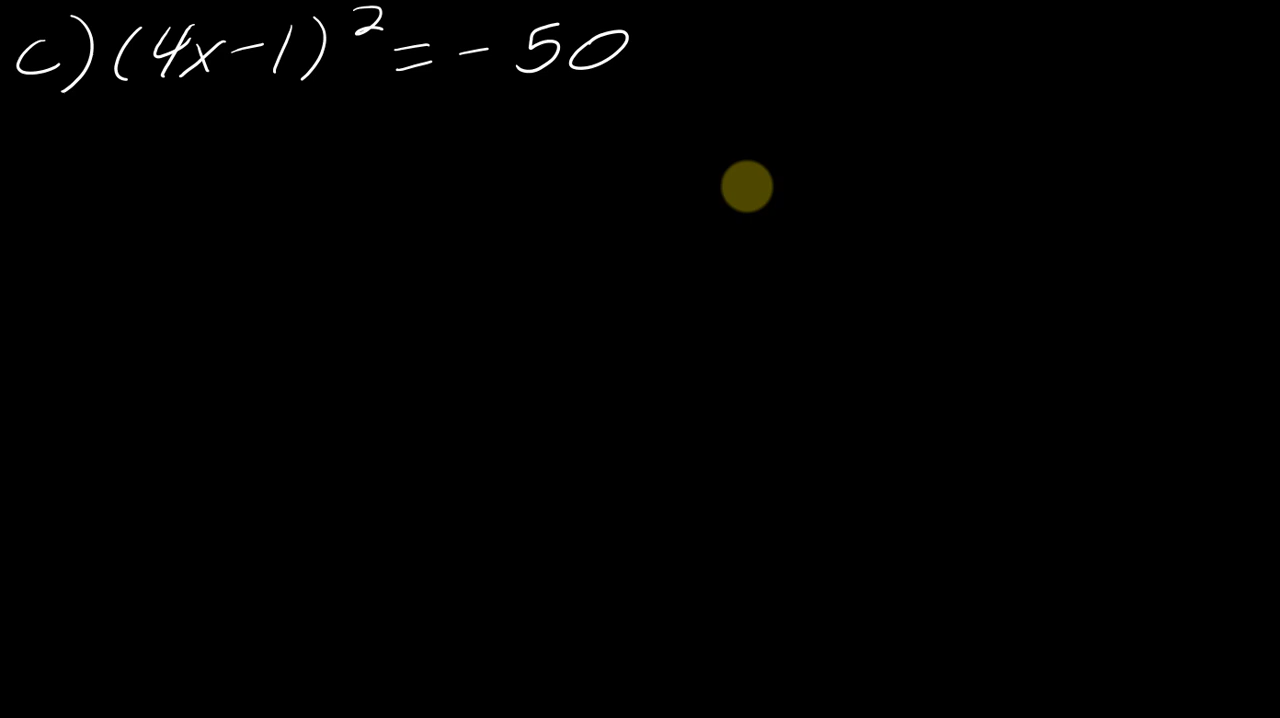 c) (4x-1)² = - 50